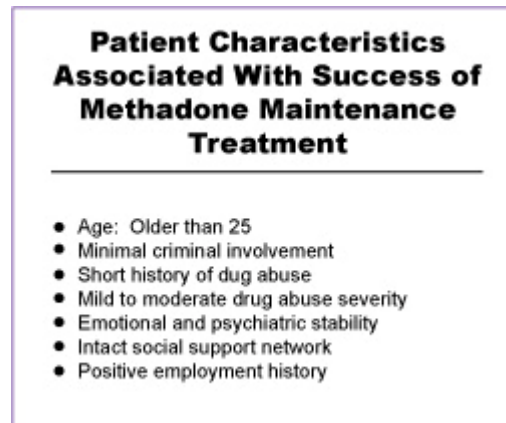 Patient Characteristics
Associated With Success of
Methadone Maintenance
Treatment
● Age: Older than 25
● Minimal criminal involvement
● Short history of dug abuse
● Mild to moderate drug abuse severity
● Emotional and psychiatric stability
● Intact social support network
● Positive employment history